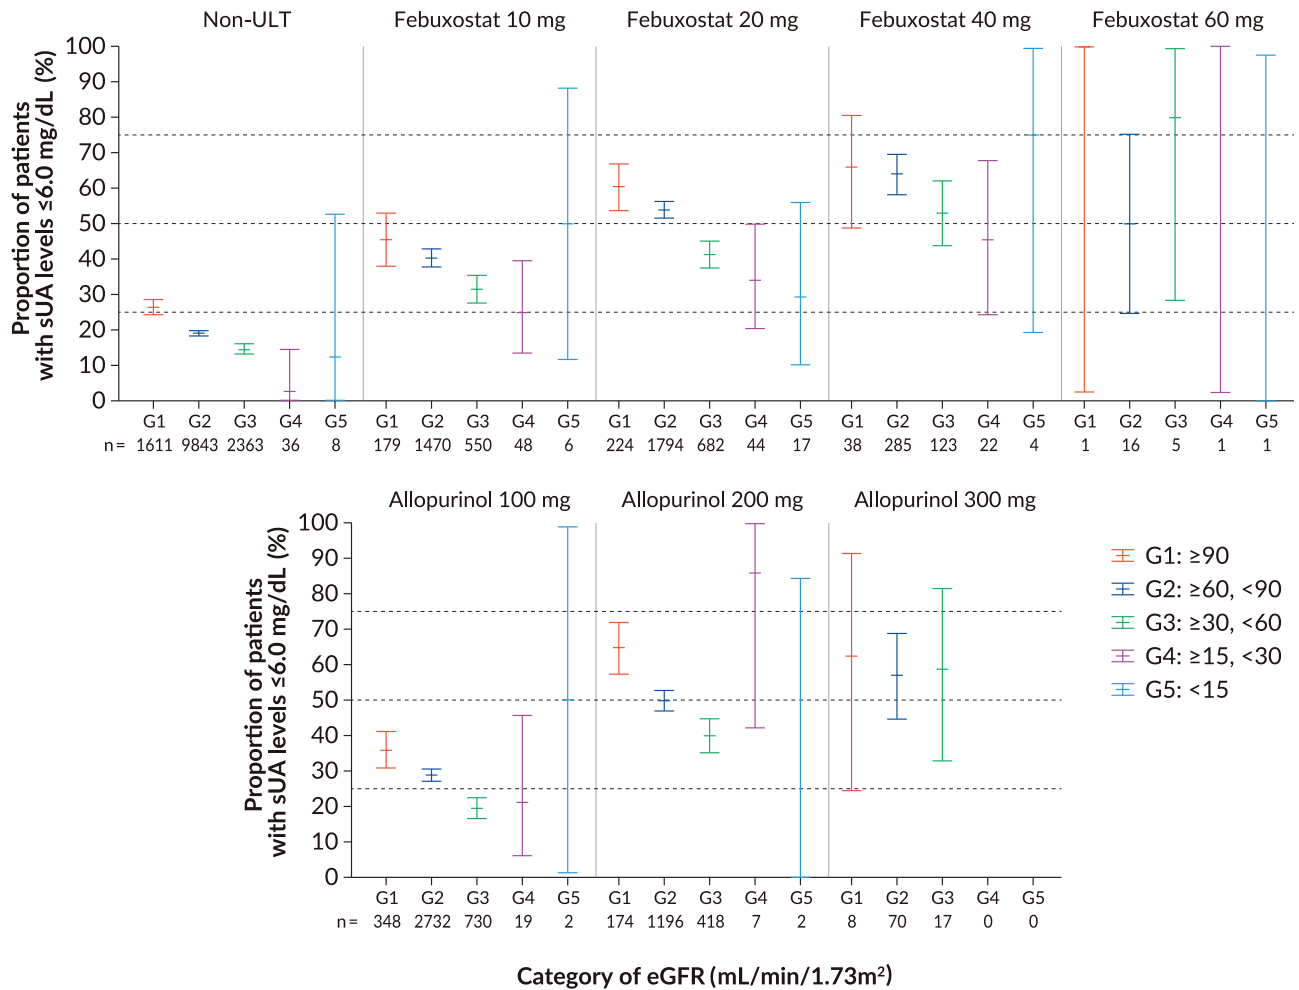 Non-ULT Febuxostat 10 mg Febuxostat 20 mg Febuxostat 40 mg Febuxostat 60 mg
Proportion of patients
with sUA levels ≤6.0 mg/dL (%)
100
90
80
70
60
50
40
30
20
10
0
G1 G2 G3 G4 G5 G1 G2 G3 G4 G5 G1 G2 G3 G4 G5 G1 G2 G3 G4 G5 G1 G2 G3 G4 G5
n= 1611 9843 2363 36 8 179 1470 550 48 6 224 1794 682 44 17 38 285 123 22 4 1 16 5 1 1
Allopurinol 100 mg Allopurinol 200 mg Allopurinol 300 mg
Proportion of patients
with sUA levels ≤6.0 mg/dL (%)
100
90
80
70
60
50
40
30
20
10
0
G1 G2 G3 G4 G5 G1 G2 G3 G4 G5 G1 G2 G3 G4 G5
n= 348 2732 730 19 2 174 1196 418 7 2 8 70 17 0 0
G1: ≥90
G2: ≥60, <90
G3: ≥30, <60
G4: ≥15, <30
G5: <15
Category of eGFR (mL/min/1.73m²)